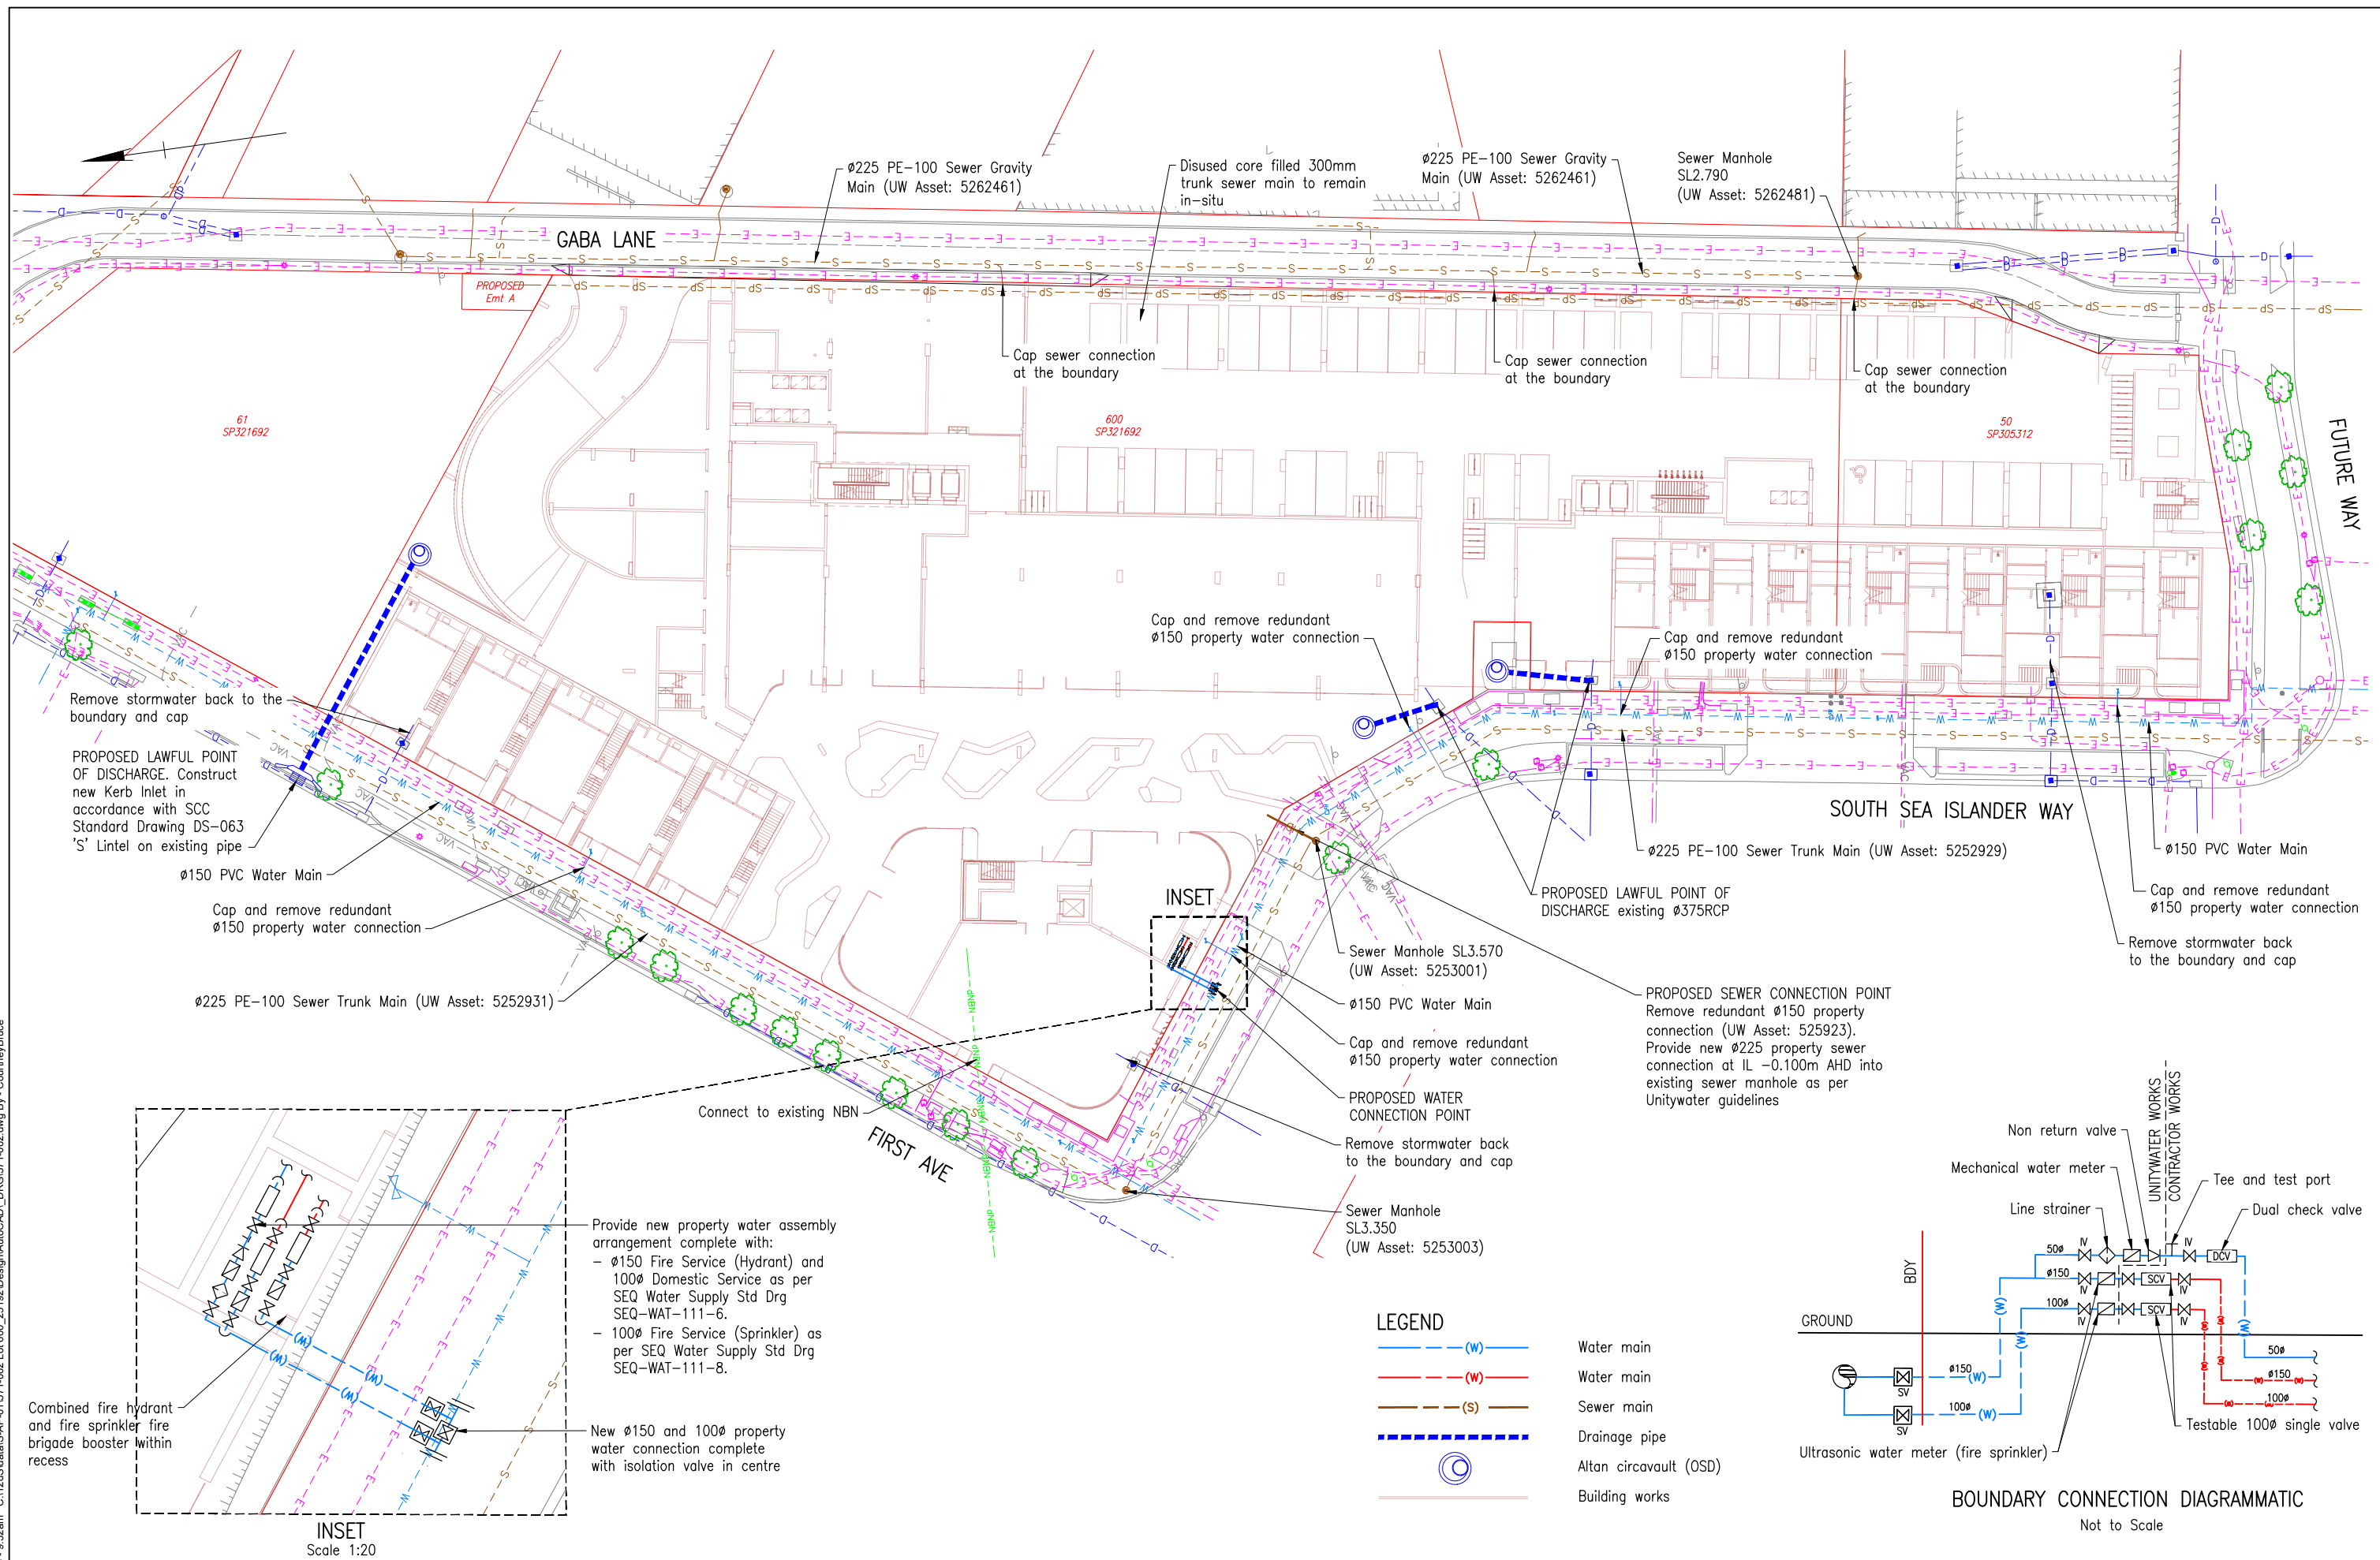 Ø225 PE-100 Sewer Gravity
Main (UW Asset: 5262461)
Disused core filled 300mm
trunk sewer main to remain
in-situ
Ø225 PE-100 Sewer Gravity
Main (UW Asset: 5262461)
Sewer Manhole
SL2.790
(UW Asset: 5262481)
GABA LANE
PROPOSED
Emt A
Cap sewer connection
at the boundary
Cap sewer connection
at the boundary
Cap sewer connection
at the boundary
61
SP321692
600
SP321692
50
SP305312
FUTURE WAY
Cap and remove redundant
Ø150 property water connection
Cap and remove redundant
Ø150 property water connection
Remove stormwater back to the
boundary and cap
PROPOSED LAWFUL POINT
OF DISCHARGE. Construct
new Kerb Inlet in
accordance with SCC
Standard Drawing DS-063
'S' Lintel on existing pipe
Ø150 PVC Water Main
Cap and remove redundant
Ø150 property water connection
Ø225 PE-100 Sewer Trunk Main (UW Asset: 5252931)
SOUTH SEA ISLANDER WAY
Ø225 PE-100 Sewer Trunk Main (UW Asset: 5252929)
Ø150 PVC Water Main
PROPOSED LAWFUL POINT OF
DISCHARGE existing Ø375RCP
Cap and remove redundant
Ø150 property water connection
Remove stormwater back
to the boundary and cap
INSET
Sewer Manhole SL3.570
(UW Asset: 5253001)
Ø150 PVC Water Main
Cap and remove redundant
Ø150 property water connection
PROPOSED WATER
CONNECTION POINT
Remove stormwater back
to the boundary and cap
Sewer Manhole
SL3.350
(UW Asset: 5253003)
PROPOSED SEWER CONNECTION POINT
Remove redundant Ø150 property
connection (UW Asset: 525923).
Provide new Ø225 property sewer
connection at IL -0.100m AHD into
existing sewer manhole as per
Unitywater guidelines
Connect to existing NBN
FIRST AVE
Provide new property water assembly
arrangement complete with:
- Ø150 Fire Service (Hydrant) and
100Ø Domestic Service as per
SEQ Water Supply Std Drg
SEQ-WAT-111-6.
- 100Ø Fire Service (Sprinkler) as
per SEQ Water Supply Std Drg
SEQ-WAT-111-8.
Combined fire hydrant
and fire sprinkler fire
brigade booster within
recess
New Ø150 and 100Ø property
water connection complete
with isolation valve in centre
INSET
Scale 1:20
LEGEND
(W) Water main
(W) Water main
(S) Sewer main
Drainage pipe
Altan circavault (OSD)
Building works
UNITYWATER WORKS
CONTRACTOR WORKS
Non return valve
Mechanical water meter
Line strainer
Tee and test port
Dual check valve
BDY
GROUND
50Ø
IV
IV
DCV
Ø150
SCV
IV
100Ø
IV
SCV
IV
SV
Ø150
(W)
SV
100Ø
(W)
(W)
(W)
(W)
50Ø
Ø150
100Ø
Testable 100Ø single valve
Ultrasonic water meter (fire sprinkler)
BOUNDARY CONNECTION DIAGRAMMATIC
Not to Scale